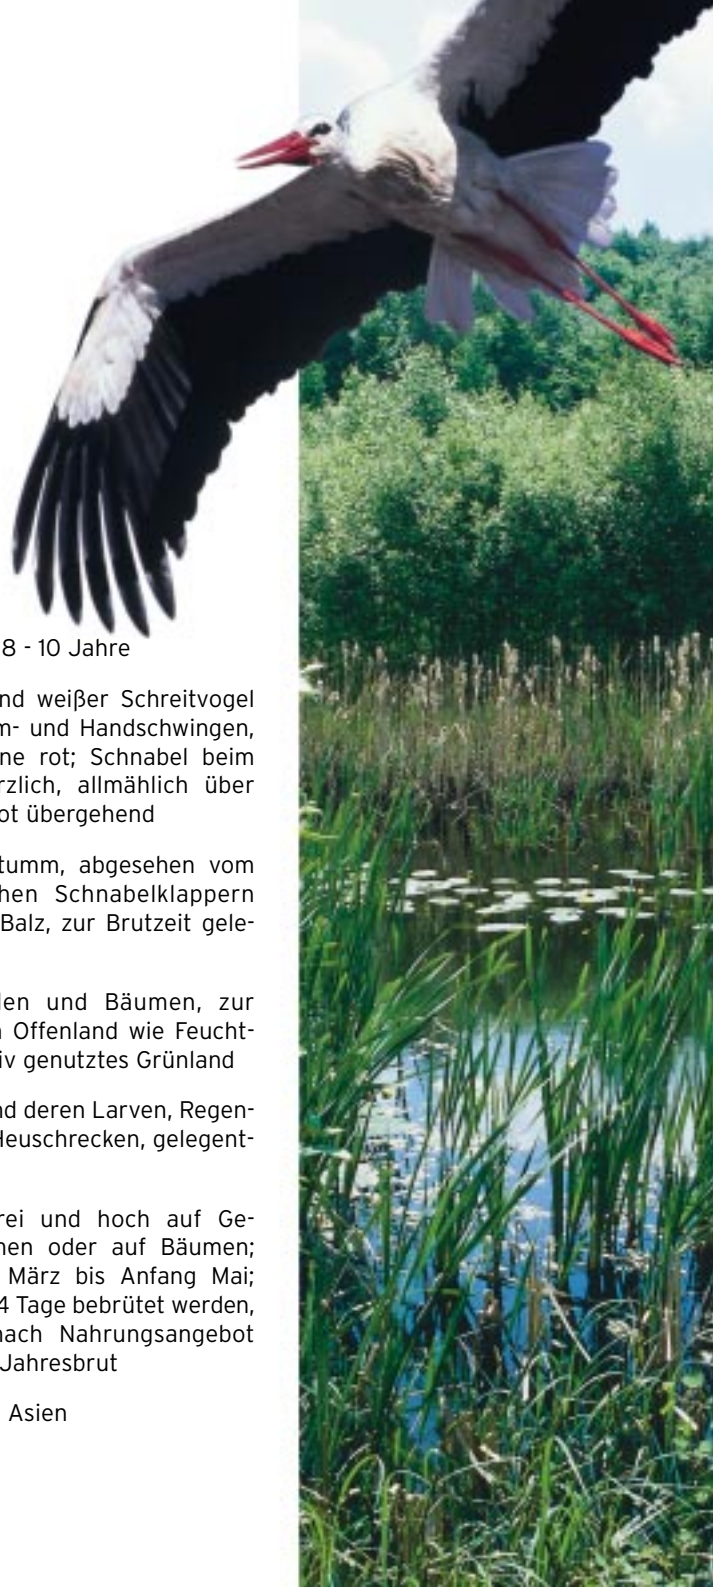 8 - 10 Jahre
nd weißer Schreitvogel
m- und Handschwingen,
ne rot; Schnabel beim
rzlich, allmählich über
ot übergehend
tumm, abgesehen vom
hen Schnabelklappern
Balz, zur Brutzeit gele-
len und Bäumen, zur
Offenland wie Feucht-
iv genutztes Grünland
nd deren Larven, Regen-
Heuschrecken, gelegent-
rei und hoch auf Ge-
nen oder auf Bäumen;
März bis Anfang Mai;
4 Tage bebrütet werden,
nach Nahrungsangebot
Jahresbrut
Asien